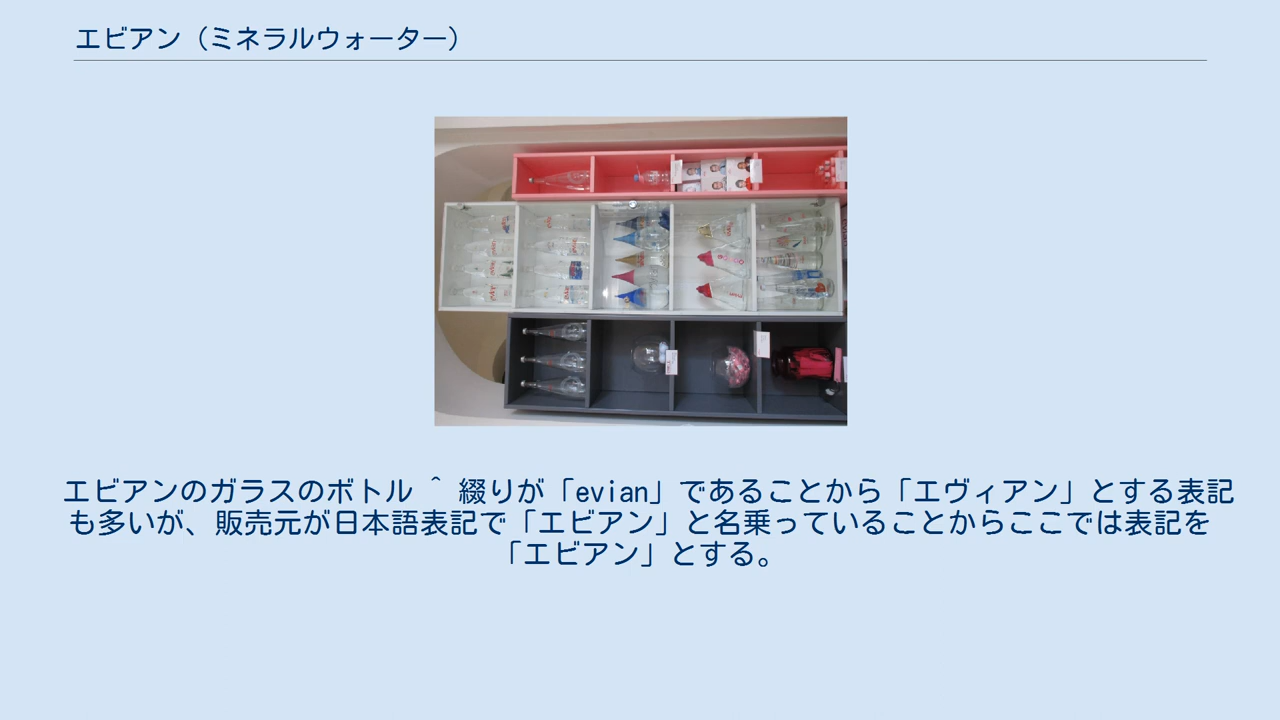 エビアン（ミネラルウォーター）
エビアンのガラスのボトル ^ 綴りが「evian」であることから「エヴィアン」とする表記
も多いが、販売元が日本語表記で「エビアン」と名乗っていることからここでは表記を
「エビアン」とする。